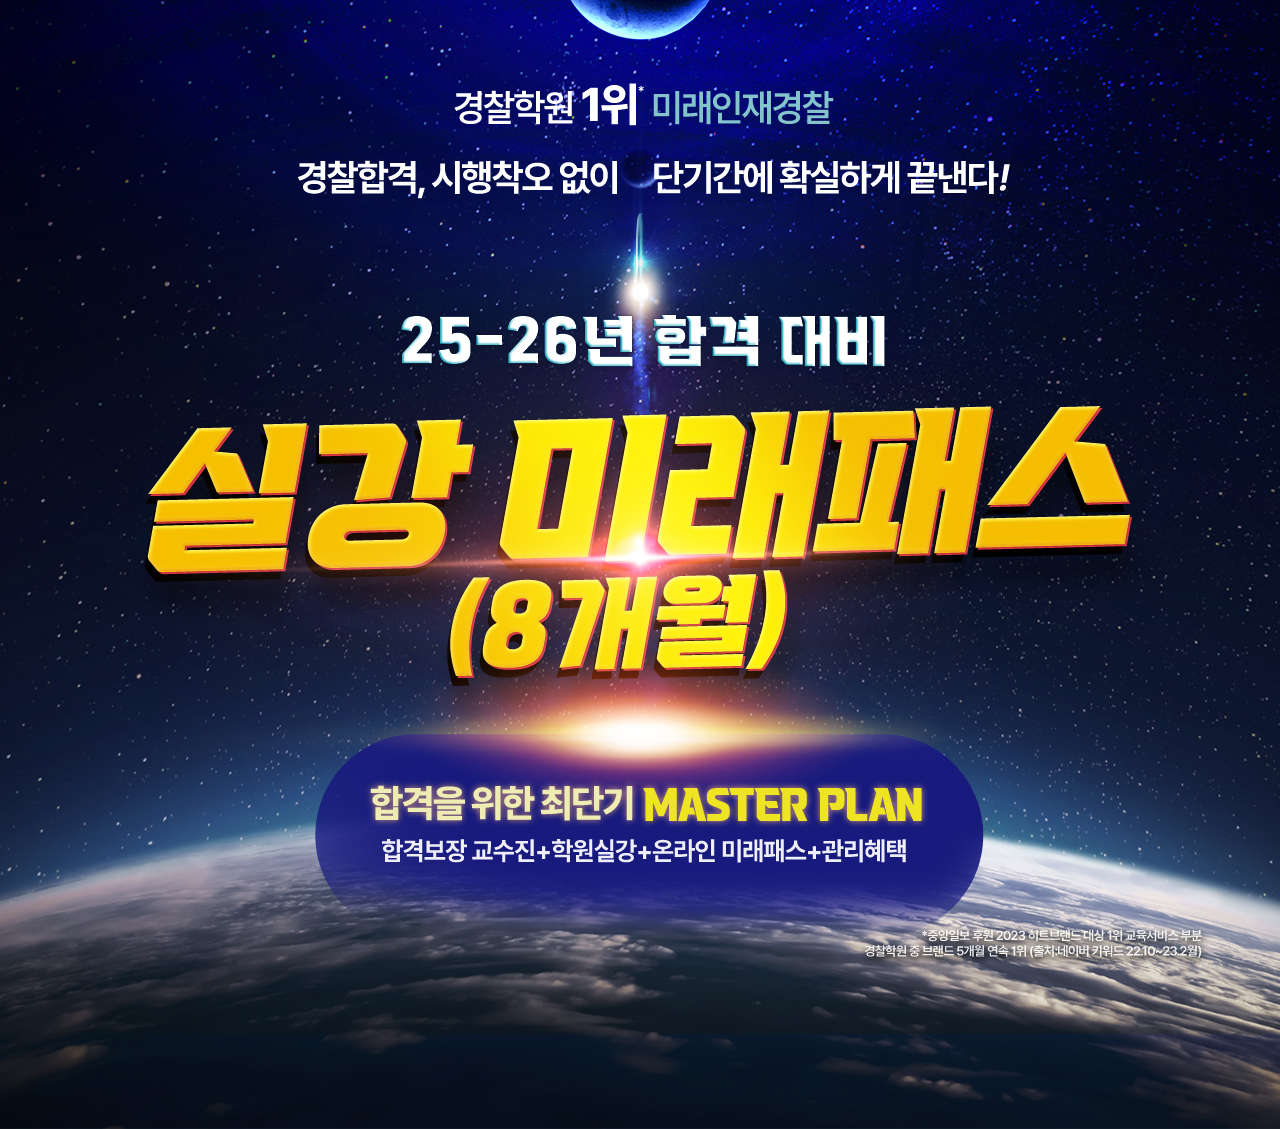 경찰학원 1위* 미래인재경찰
경찰합격, 시행착오 없이 단기간에 확실하게 끝낸다!
25-26년 합격 대비
실강 미래패스
(8개월)
합격을 위한 최단기 MASTER PLAN
합격보장 교수진+학원실강+온라인 미래패스+관리혜택
*중앙일보 후원 2023 히트브랜드 대상 1위 교육서비스 부분
경찰학원 중 브랜드 5개월 연속 1위 (출처:네이버 키워드 22.10~23.2월)